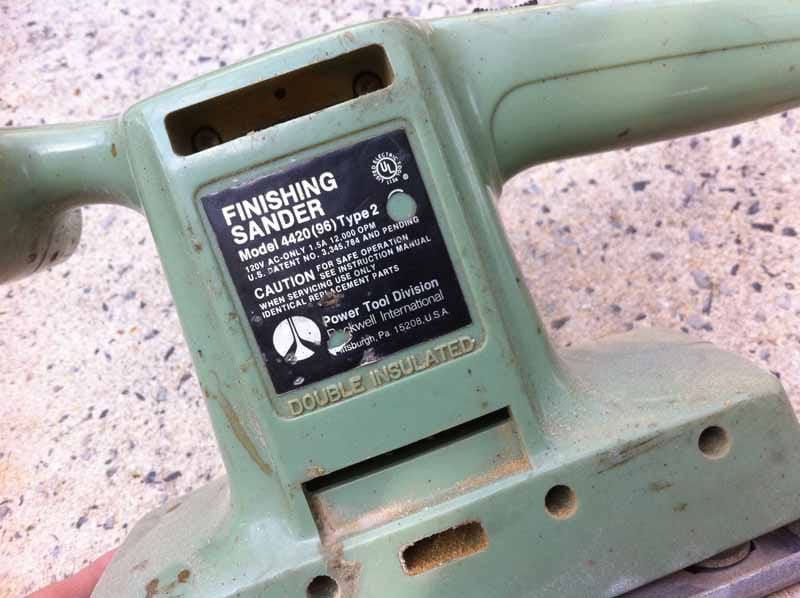 FINISHING
SANDER
Model 4420(96) Type 2
120V AC-ONLY 1.5A 12,000 OPM
U.S. PATENT NO. 3,345,784 AND PENDING
CAUTION FOR SAFE OPERATION
SEE INSTRUCTION MANUAL
WHEN SERVICING USE ONLY
IDENTICAL REPLACEMENT PARTS
Power Tool Division
Rockwell International
Pittsburgh, Pa. 15208, U.S.A.
UL
®
DOUBLE INSULATED